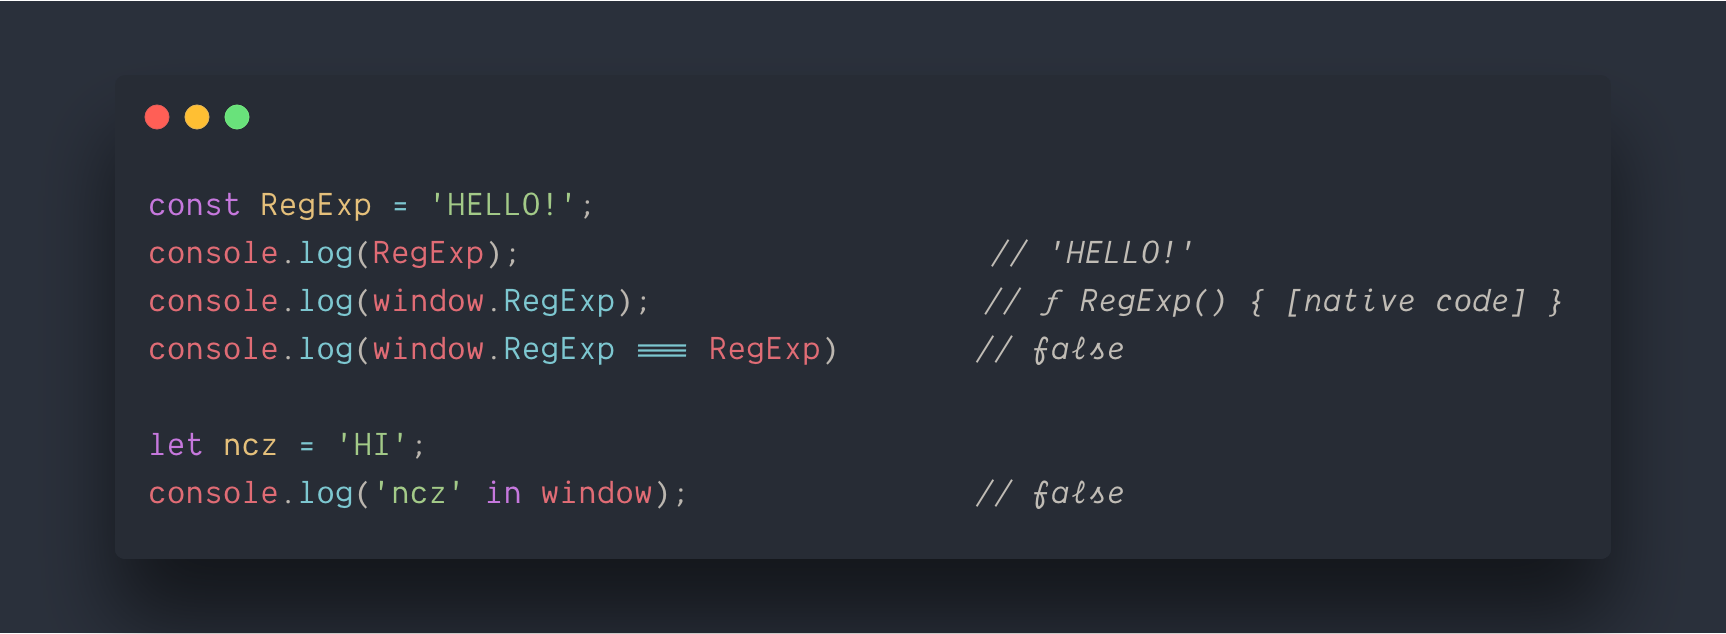 const RegExp = 'HELLO!';
console.log(RegExp); // 'HELLO!'
console.log(window.RegExp); // ƒ RegExp() { [native code] }
console.log(window.RegExp === RegExp) // false
let ncz = 'HI';
console.log('ncz' in window); // false